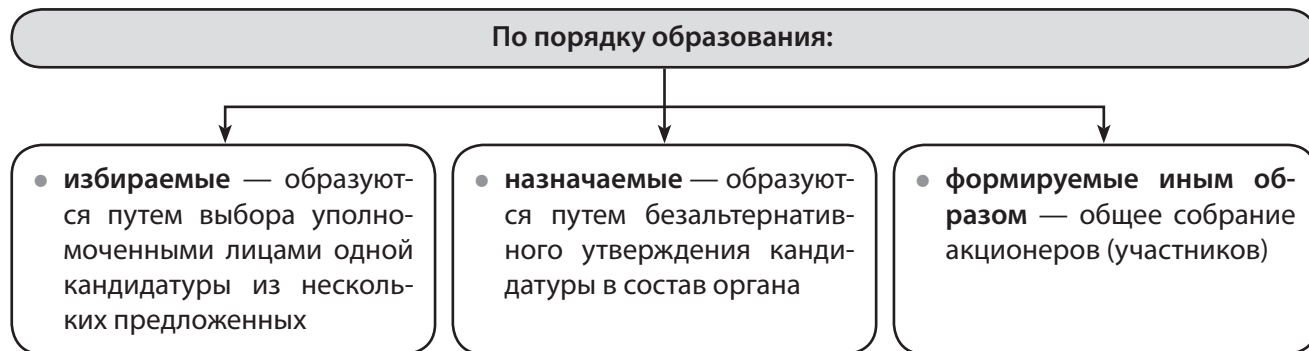 По порядку образования:
• избираемые — образуют-
ся путем выбора уполно-
моченными лицами одной
кандидатуры из несколь-
ких предложенных
• назначаемые — образуют-
ся путем безальтернатив-
ного утверждения канди-
датуры в состав органа
• формируемые иным об-
разом — общее собрание
акционеров (участников)